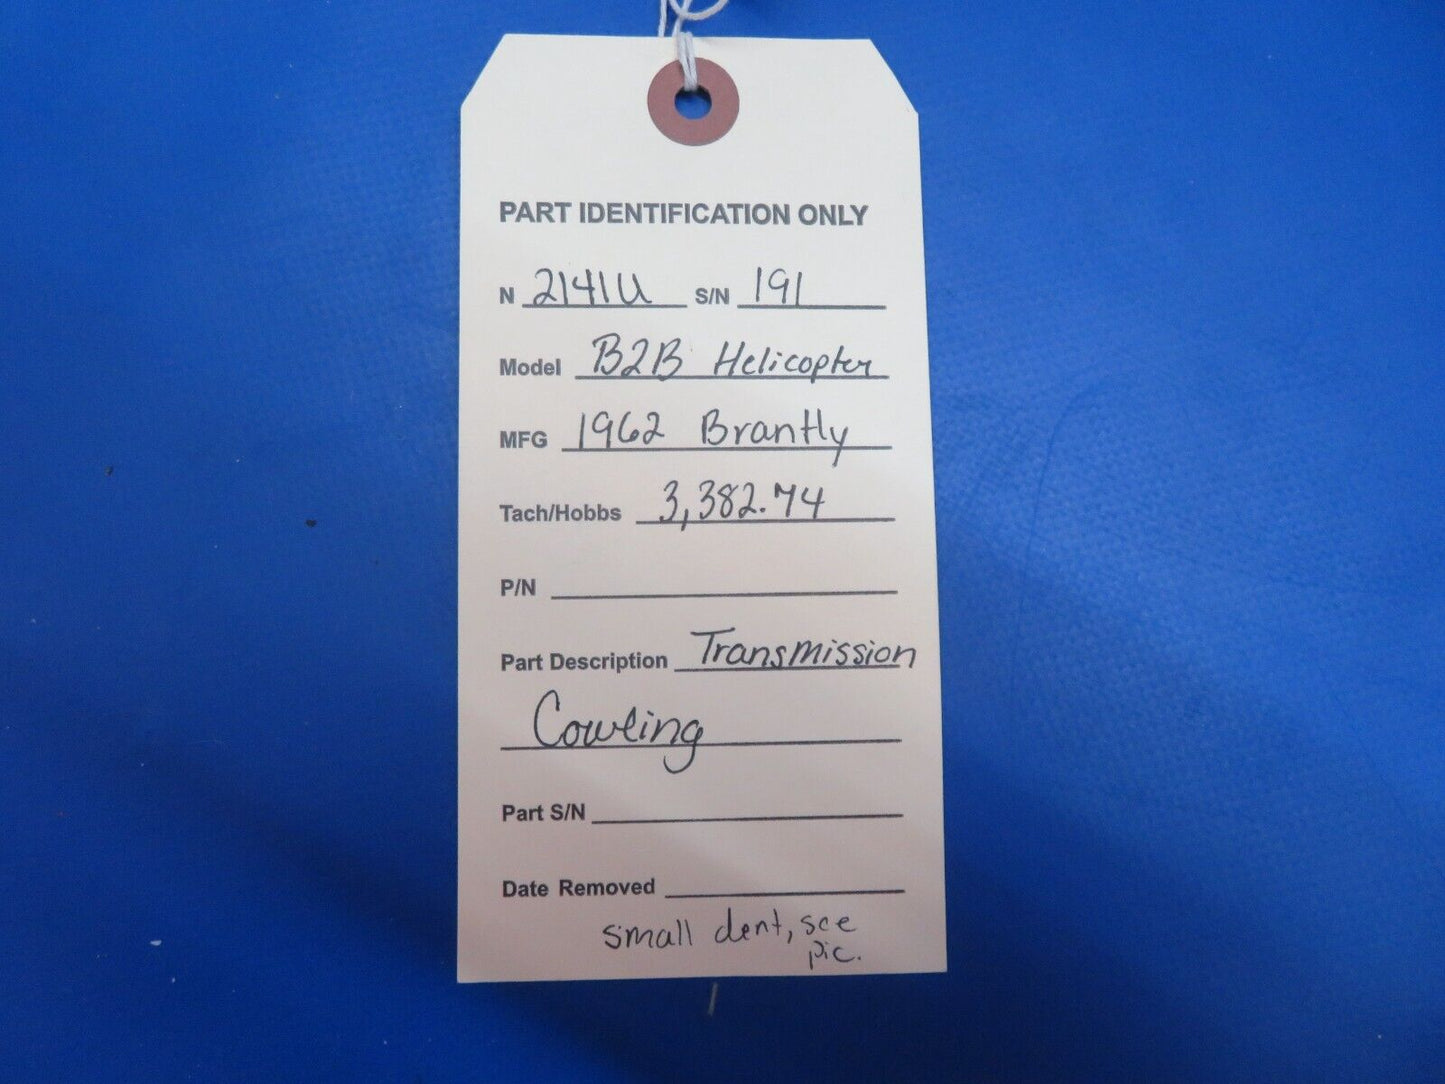 PART IDENTIFICATION ONLY
N 2141U S/N 191
Model B2B Helicopter
MFG 1962 Brantly
Tach/Hobbs 3,382.74
P/N
Part Description Transmission
Cowling
Part S/N
Date Removed
small dent, see
pic.